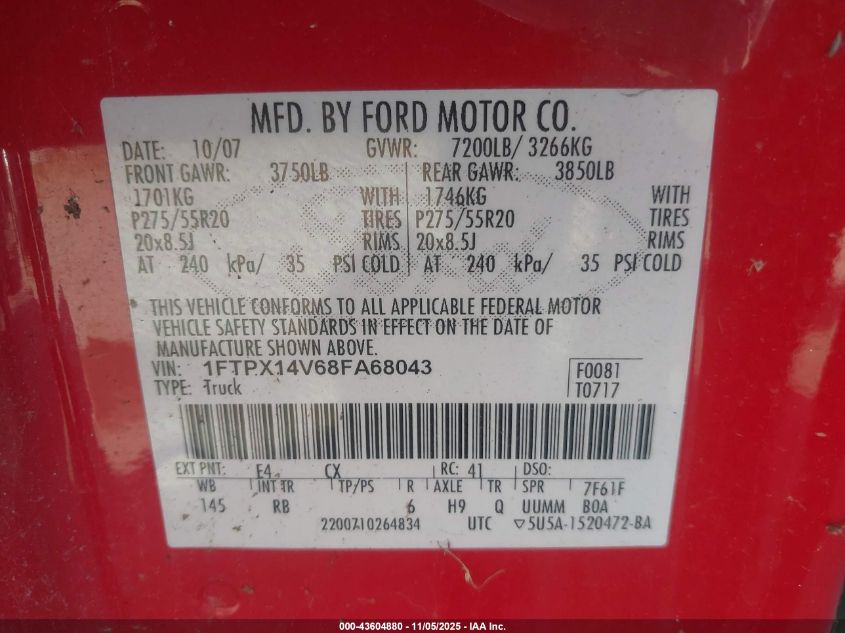 MFD. BY FORD MOTOR CO.
DATE: 10/07 GVWR: 7200LB/ 3266KG
FRONT GAWR: 3750LB REAR GAWR: 3850LB
1701KG WITH 1746KG WITH
P275/55R20 TIRES P275/55R20 TIRES
20x8.5J RIMS 20x8.5J RIMS
AT 240 kPa/ 35 PSI COLD AT 240 kPa/ 35 PSI COLD
THIS VEHICLE CONFORMS TO ALL APPLICABLE FEDERAL MOTOR
VEHICLE SAFETY STANDARDS IN EFFECT ON THE DATE OF
MANUFACTURE SHOWN ABOVE.
VIN: 1FTPX14V68FA68043 F0081
TYPE: Truck T0717
EXT PNT: E4 CX RC: 41 DSO:
WB INT TR TP/PS R AXLE TR SPR 7F61F
145 RB 6 H9 Q UUMM BOA
2200710264834 UTC ▽5U5A-1520472-BA
000-43604880 - 11/05/2025 - IAA Inc.